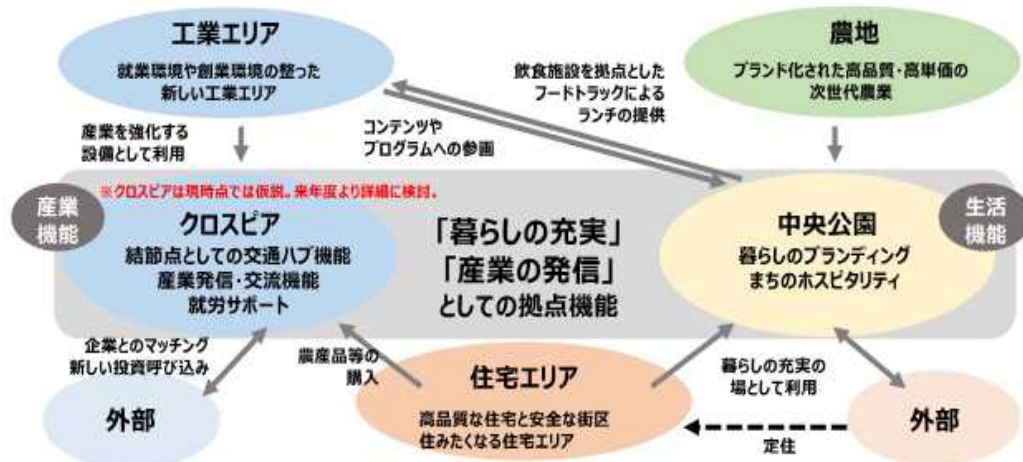 工業エリア
就業環境や創業環境の整った
新しい工業エリア
農地
ブランド化された高品質・高単価の
次世代農業
飲食施設を拠点とした
フードトラックによる
ランチの提供
コンテンツや
プログラムへの参画
産業を強化する
設備として利用
※クロスピアは現時点では仮説。来年度より詳細に検討。
産業
機能
クロスピア
結節点としての交通ハブ機能
産業発信・交流機能
就労サポート
「暮らしの充実」
「産業の発信」
としての拠点機能
中央公園
暮らしのブランディング
まちのホスピタリティ
生活
機能
企業とのマッチング
新しい投資呼び込み
農産品等の
購入
住宅エリア
高品質な住宅と安全な街区
住みたくなる住宅エリア
暮らしの充実の
場として利用
外部
外部
定住